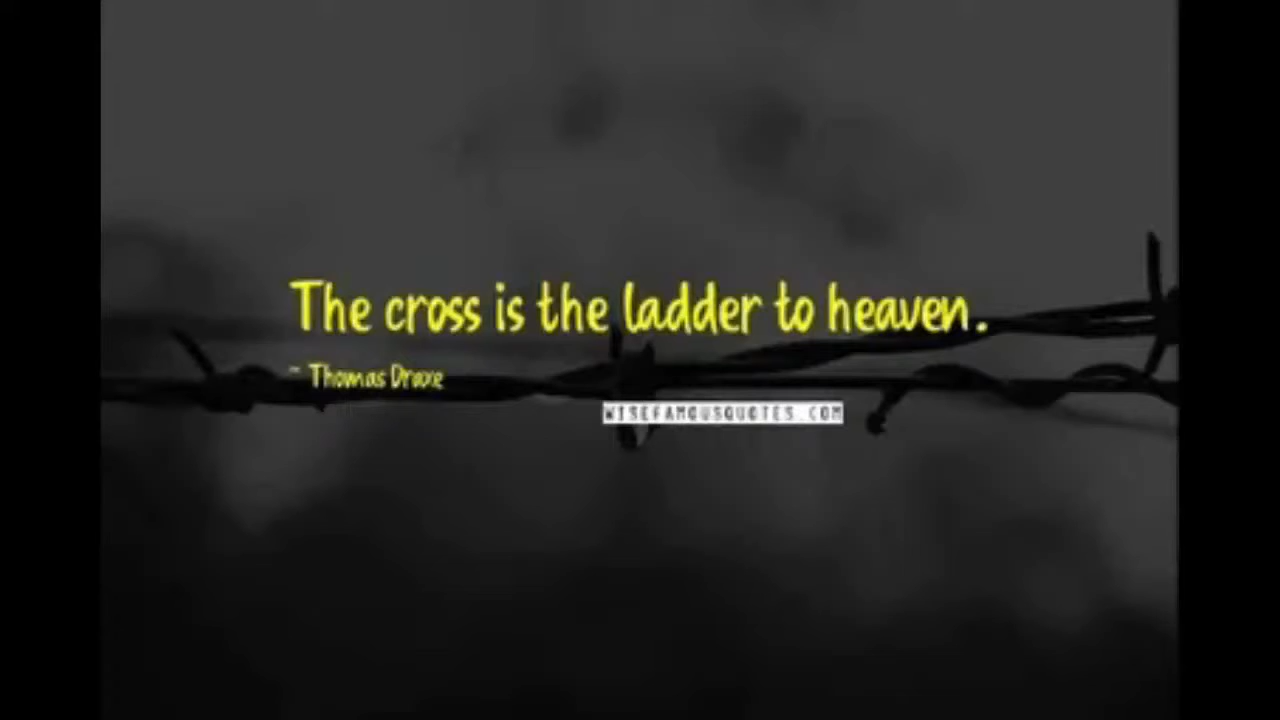 The cross is the ladder to heaven.
~ Thomas Draxe
WISEFAMOUSQUOTES.COM